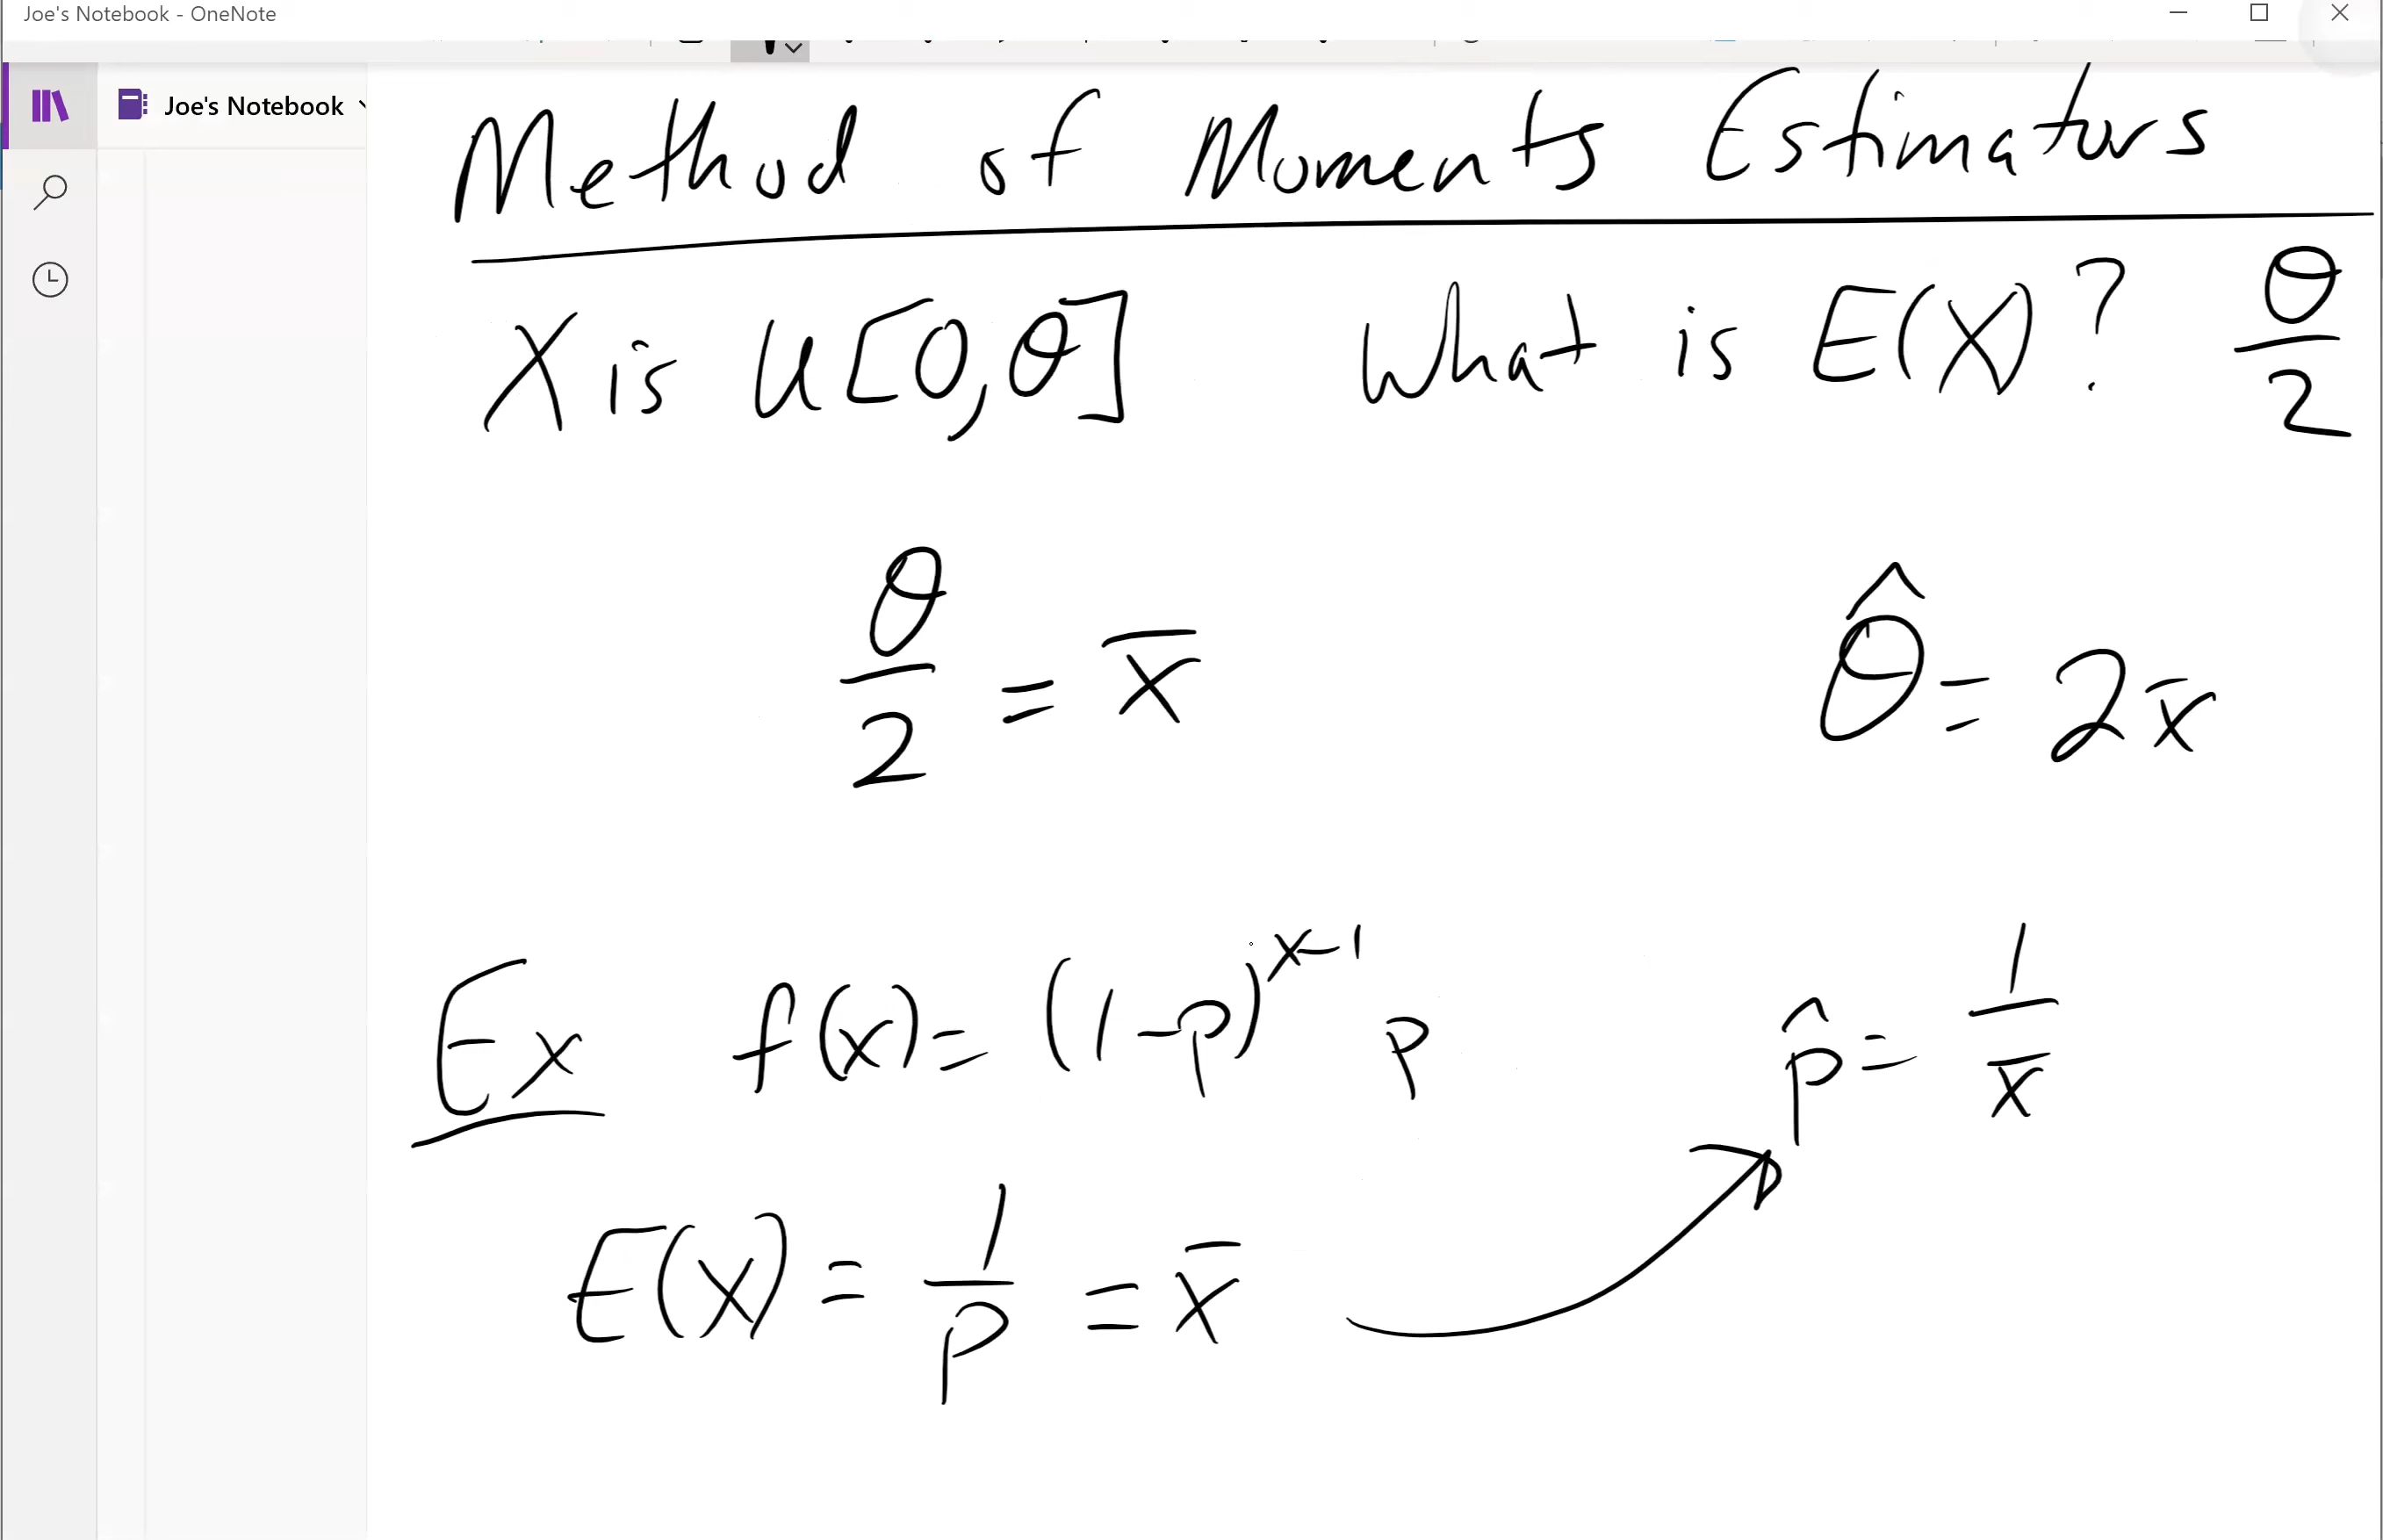 Joe's Notebook - OneNote
Joe's Notebook
Method of Moments Estimators
X is U[0,θ] What is E(X)? θ/2
θ/2 = x̄ θ̂ = 2x̄
Ex f(x) = (1-p)^(x-1) p p̂ = 1/x̄
E(X) = 1/p = x̄